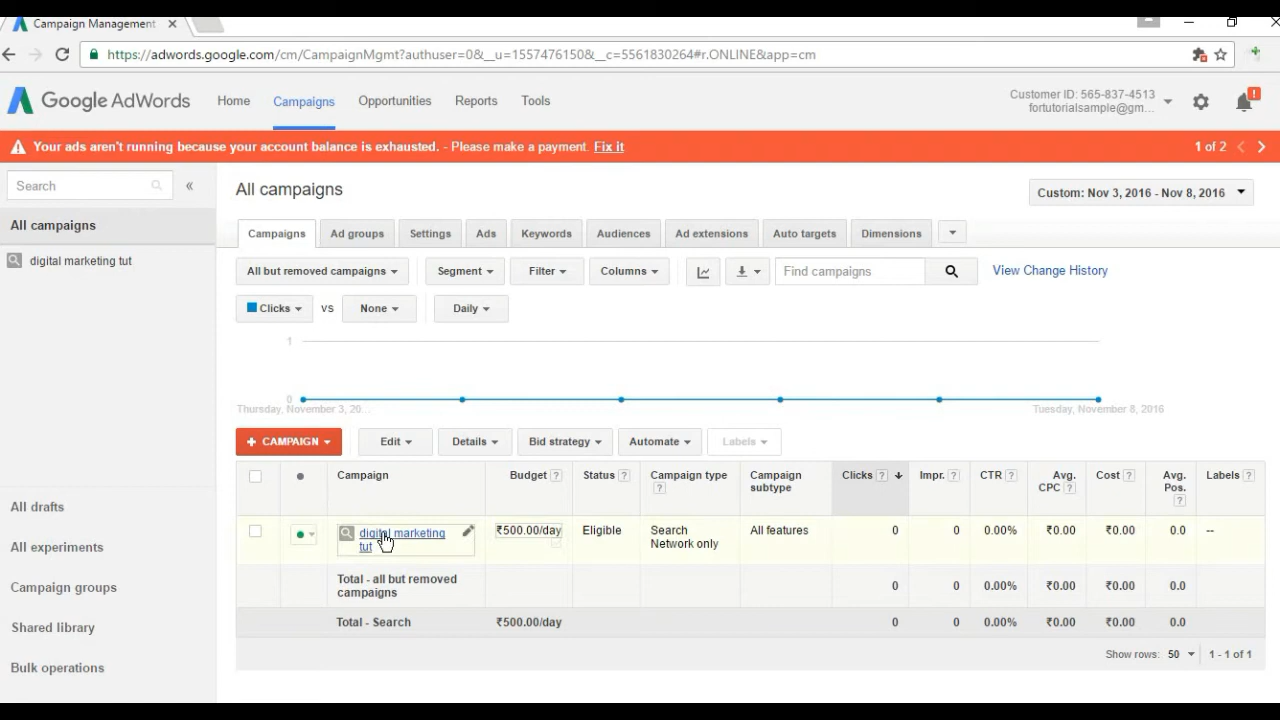 Campaign Management
https://adwords.google.com/cm/CampaignMgmt?authuser=0&__u=1557476150&__c=5561830264#r.ONLINE&app=cm
Google AdWords Home Campaigns Opportunities Reports Tools
Customer ID: 565-837-4513
fortutorialsample@gm...
!
Your ads aren't running because your account balance is exhausted. - Please make a payment. Fix it 1 of 2
Search «
All campaigns
digital marketing tut
All drafts
All experiments
Campaign groups
Shared library
Bulk operations
All campaigns
Custom: Nov 3, 2016 - Nov 8, 2016
Campaigns Ad groups Settings Ads Keywords Audiences Ad extensions Auto targets Dimensions
All but removed campaigns Segment Filter Columns Find campaigns View Change History
Clicks VS None Daily
1
0
Thursday, November 3, 20... Tuesday, November 8, 2016
+ CAMPAIGN Edit Details Bid strategy Automate Labels
Campaign Budget ? Status ? Campaign type ? Campaign subtype Clicks ? Impr. ? CTR ? Avg. CPC ? Cost ? Avg. Pos. ? Labels ?
digital marketing tut ₹500.00/day Eligible Search Network only All features 0 0 0.00% ₹0.00 ₹0.00 0.0 --
Total - all but removed campaigns 0 0 0.00% ₹0.00 ₹0.00 0.0
Total - Search ₹500.00/day 0 0 0.00% ₹0.00 ₹0.00 0.0
Show rows: 50 1 - 1 of 1